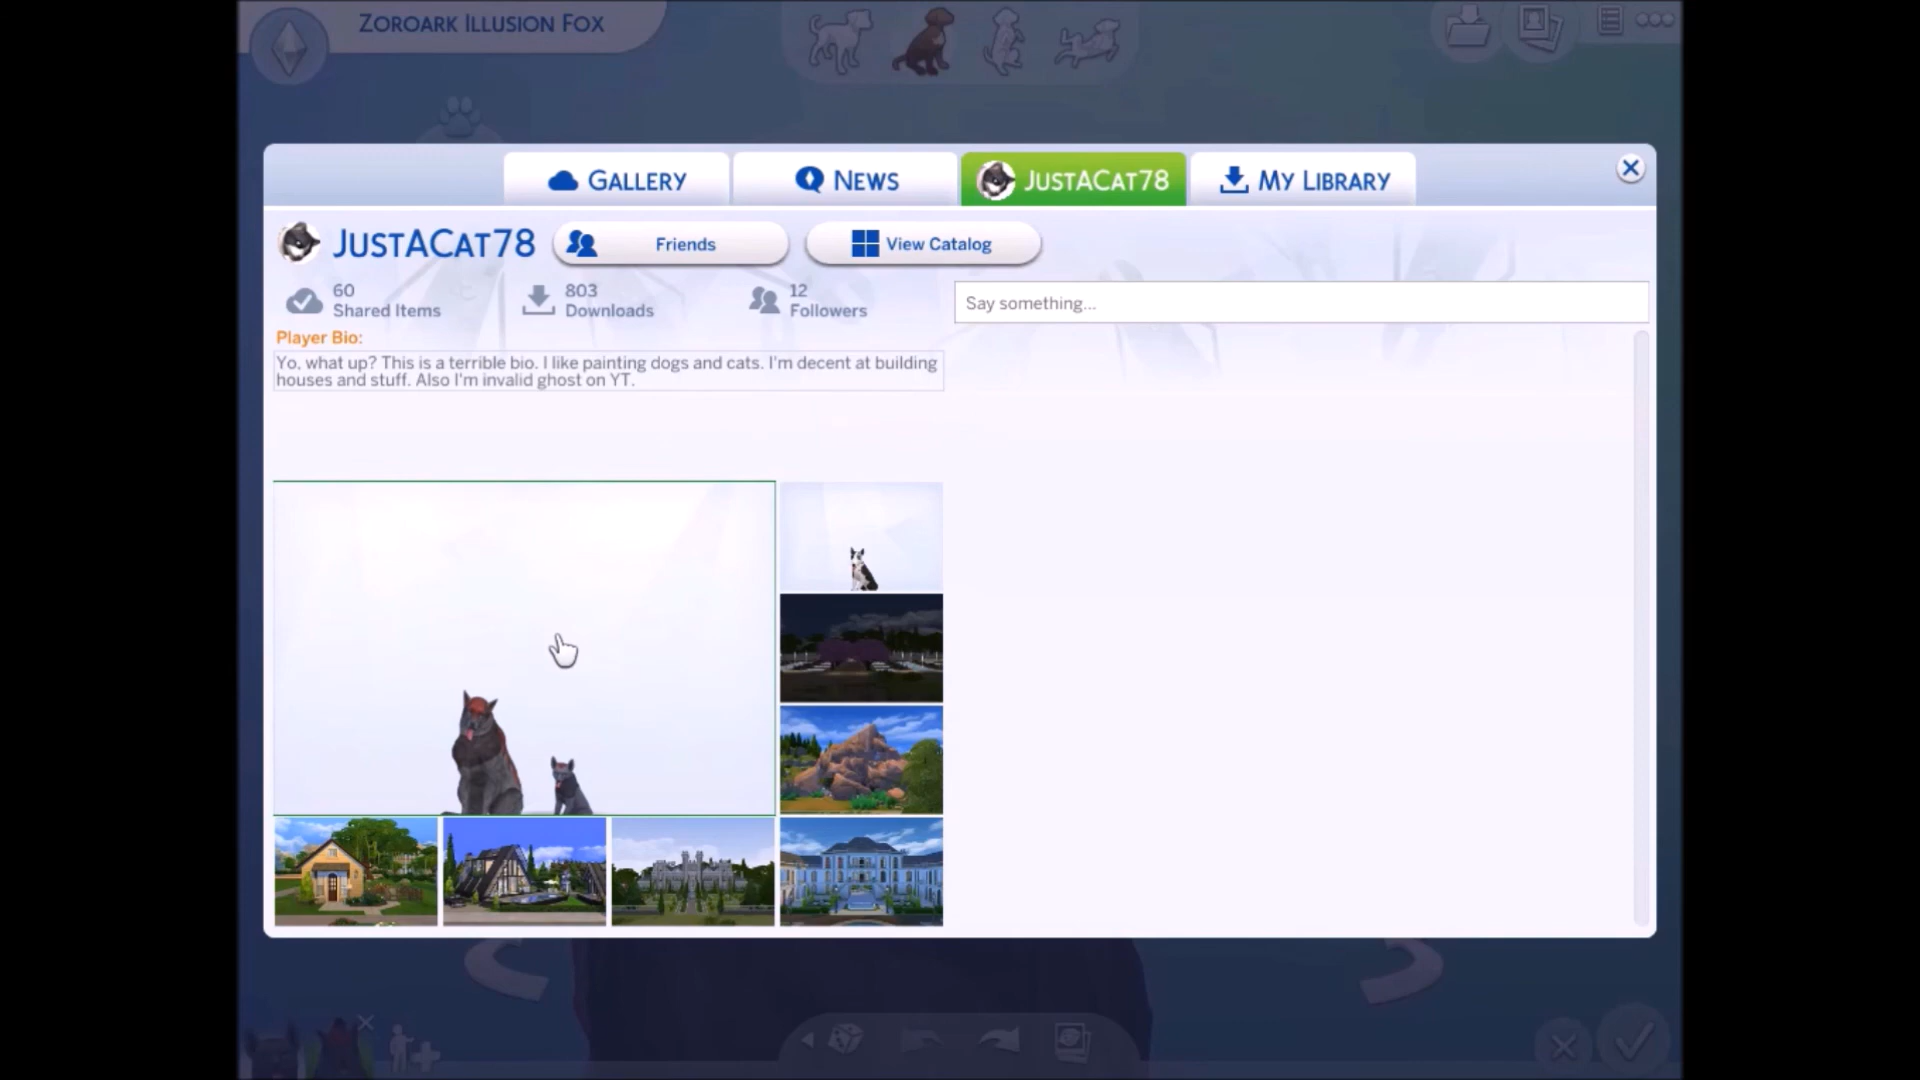 Zoroark Illusion Fox
Gallery
News
JustACat78
My Library
JustACat78
Friends
View Catalog
60
Shared Items
803
Downloads
12
Followers
Say something...
Player Bio:
Yo, what up? This is a terrible bio. I like painting dogs and cats. I'm decent at building
houses and stuff. Also I'm invalid ghost on YT.